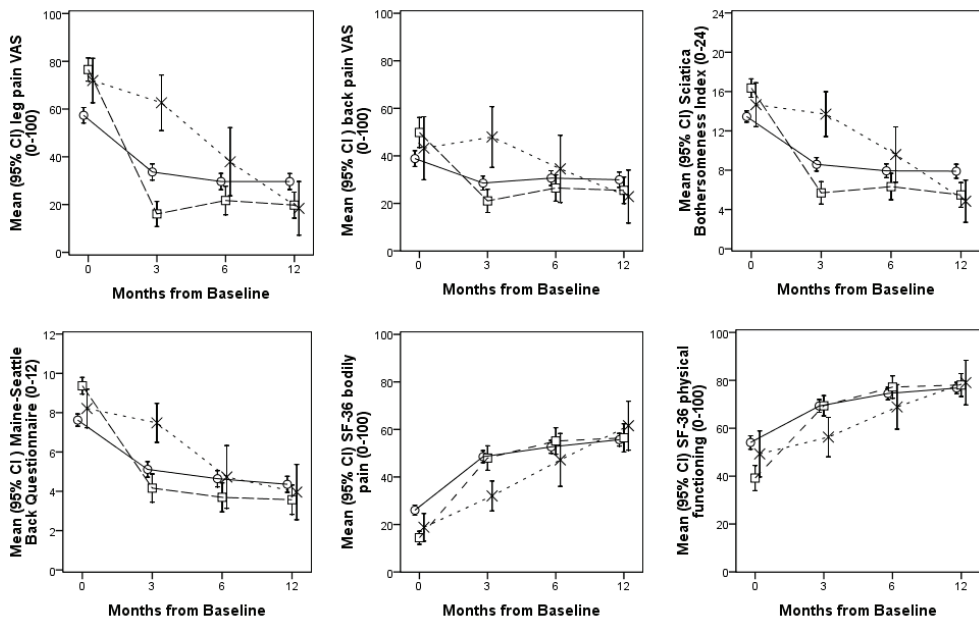 Mean (95% CI) leg pain VAS
(0-100)
100
80
60
40
20
0
0 3 6 12
Months from Baseline
Mean (95% CI ) back pain VAS
(0-100)
100
80
60
40
20
0
0 3 6 12
Months from Baseline
Mean (95% CI) Sciatica
Bothersomeness Index (0-24)
24
20
16
12
8
4
0
0 3 6 12
Months from Baseline
Mean (95% CI ) Maine-Seattle
Back Questionnaire (0-12)
12
10
8
6
4
2
0
0 3 6 12
Months from Baseline
Mean (95% CI) SF-36 bodily
pain (0-100)
100
80
60
40
20
0
0 3 6 12
Months from Baseline
Mean (95% CI) SF-36 physical
functioning (0-100)
100
80
60
40
20
0
0 3 6 12
Months from Baseline